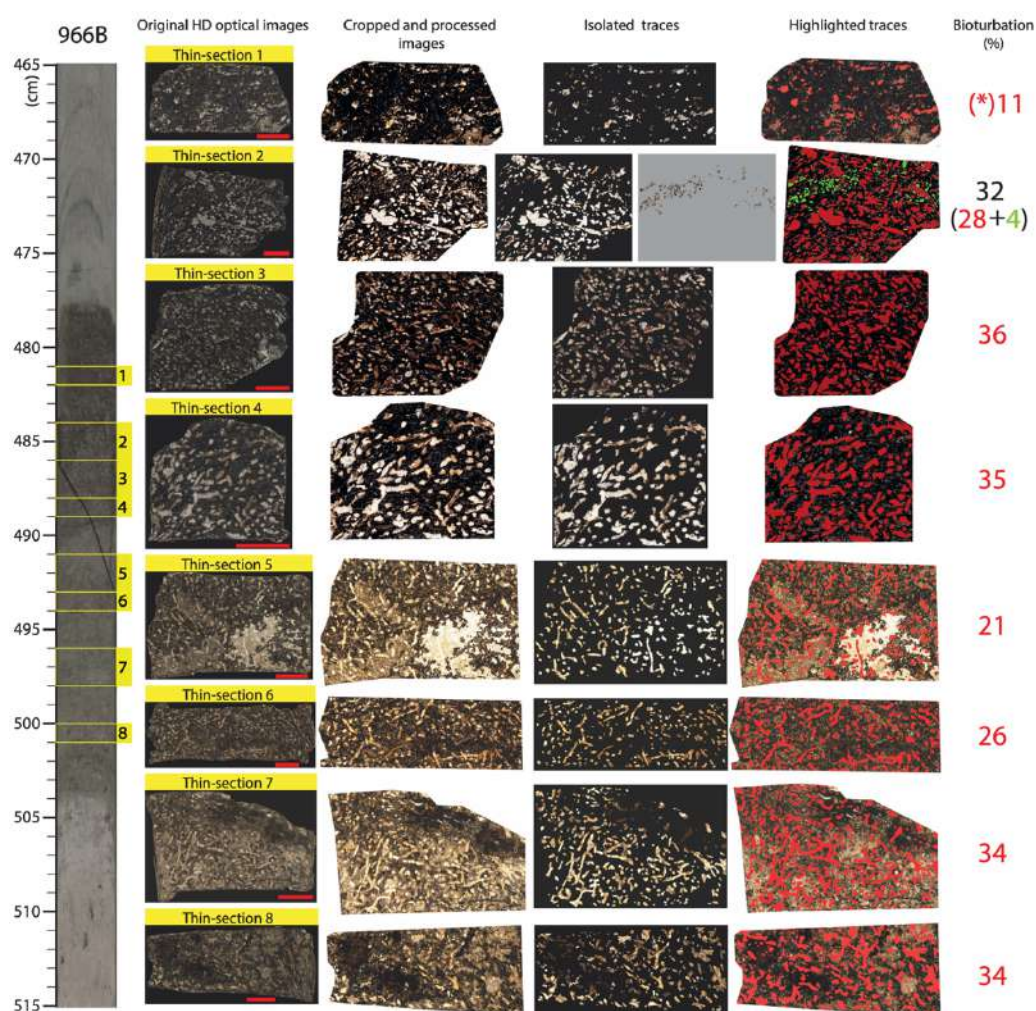 966B
Original HD optical images
Cropped and processed
images
Isolated traces
Highlighted traces
Bioturbation
(%)
(cm)
465
470
475
480
485
490
495
500
505
510
515
1
2
3
4
5
6
7
8
Thin-section 1
(*)11
Thin-section 2
32
(28+4)
Thin-section 3
36
Thin-section 4
35
Thin-section 5
21
Thin-section 6
26
Thin-section 7
34
Thin-section 8
34